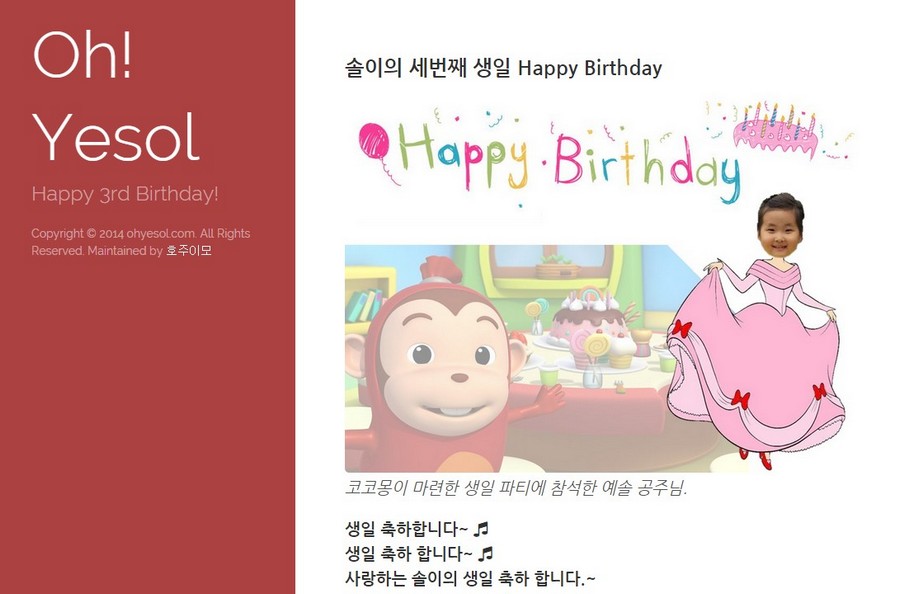 Oh!
Yesol
Happy 3rd Birthday!
Copyright © 2014 ohyesol.com. All Rights
Reserved. Maintained by 호주이모
솔이의 세번째 생일 Happy Birthday
Happy Birthday
코코몽이 마련한 생일 파티에 참석한 예솔 공주님.
생일 축하합니다~ ♫
생일 축하 합니다~ ♫
사랑하는 솔이의 생일 축하 합니다.~